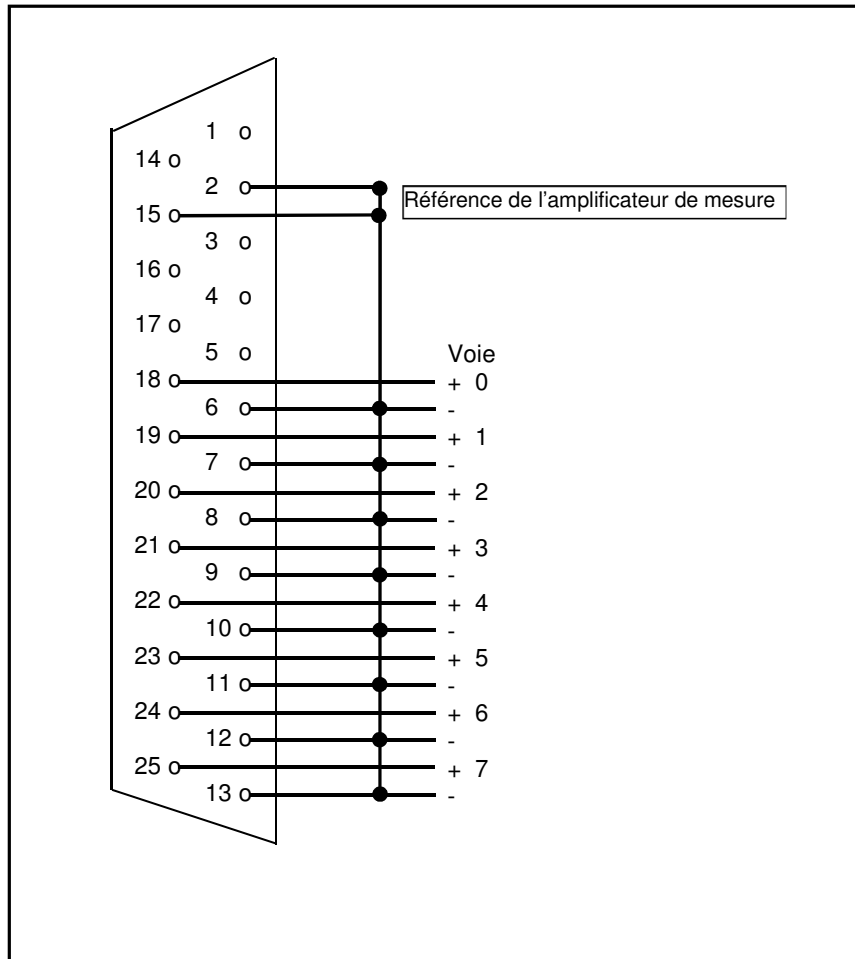 1 o
14 o
2 o
Référence de l'amplificateur de mesure
15 o
3 o
16 o
4 o
17 o
5 o
Voie
18 o + 0
6 o -
19 o + 1
7 o -
20 o + 2
8 o -
21 o + 3
9 o -
22 o + 4
10 o -
23 o + 5
11 o -
24 o + 6
12 o -
25 o + 7
13 o -